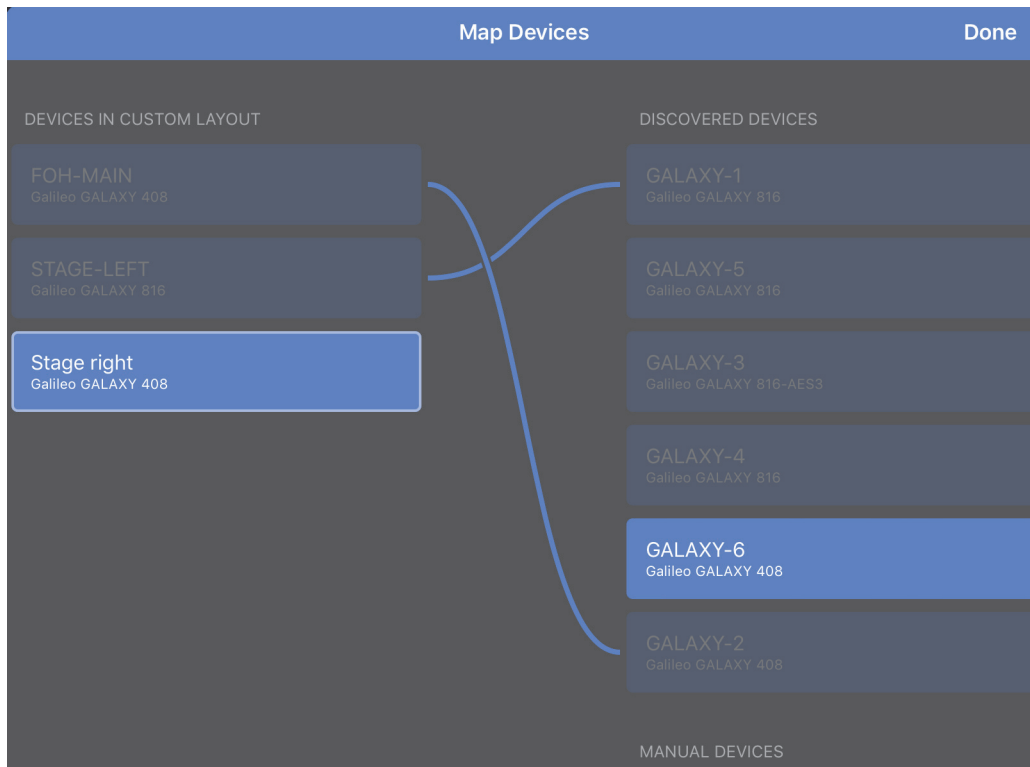 Map Devices
Done
DEVICES IN CUSTOM LAYOUT
FOH-MAIN
Galileo GALAXY 408
STAGE-LEFT
Galileo GALAXY 816
Stage right
Galileo GALAXY 408
DISCOVERED DEVICES
GALAXY-1
Galileo GALAXY 816
GALAXY-5
Galileo GALAXY 816
GALAXY-3
Galileo GALAXY 816-AES3
GALAXY-4
Galileo GALAXY 816
GALAXY-6
Galileo GALAXY 408
GALAXY-2
Galileo GALAXY 408
MANUAL DEVICES